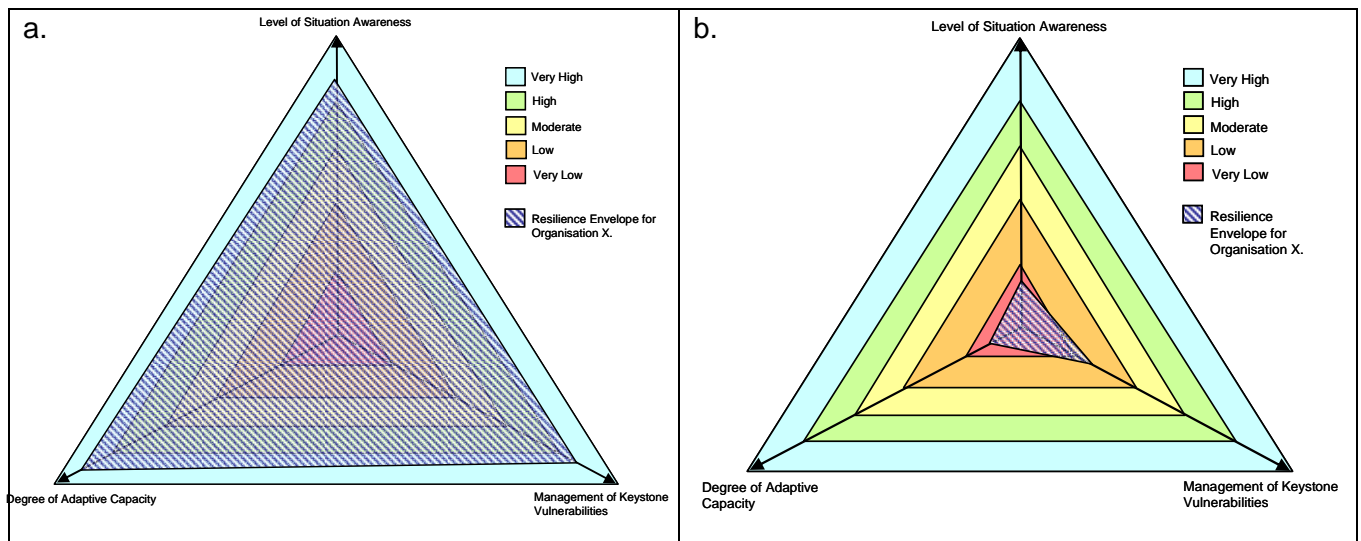 a.
Level of Situation Awareness
Very High
High
Moderate
Low
Very Low
Resilience Envelope for
Organisation X.
Degree of Adaptive Capacity
Management of Keystone
Vulnerabilities
b.
Level of Situation Awareness
Very High
High
Moderate
Low
Very Low
Resilience
Envelope for
Organisation X.
Degree of Adaptive
Capacity
Management of Keystone
Vulnerabilities